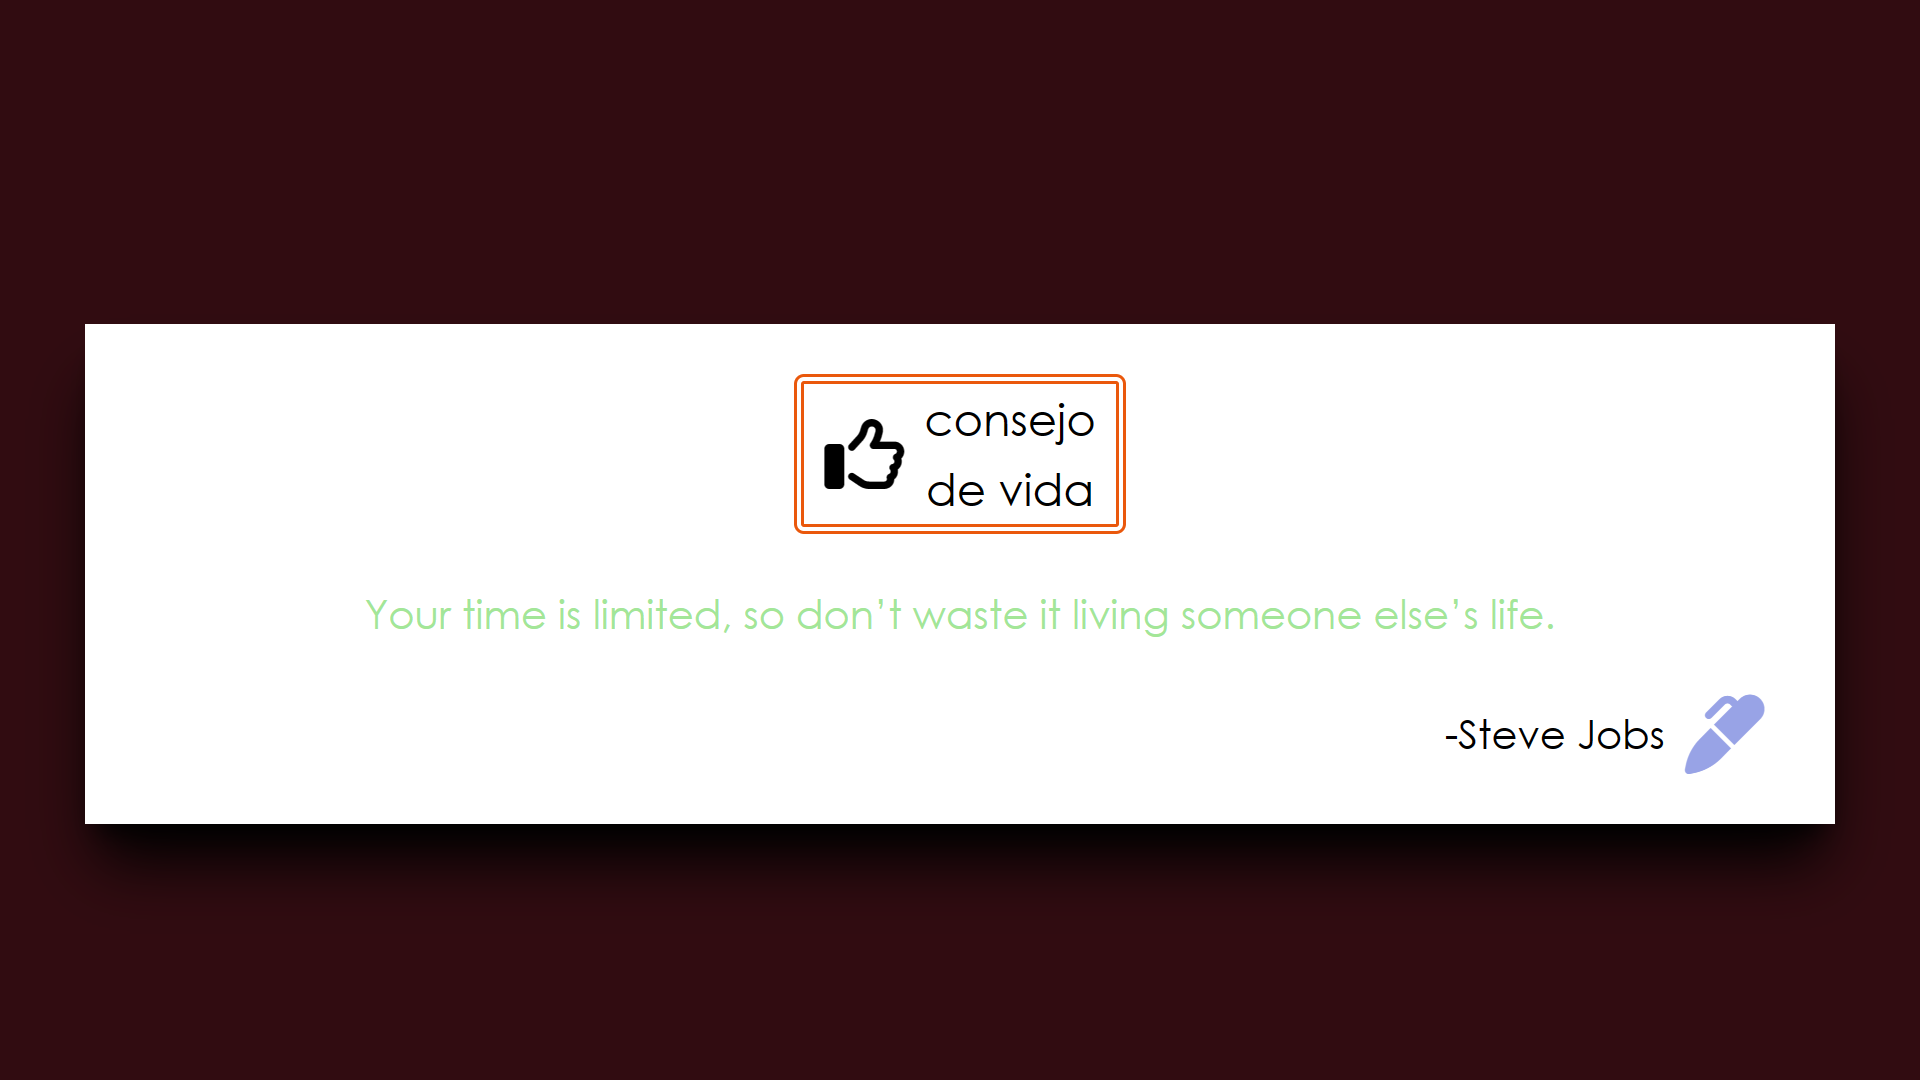 consejo
de vida
Your time is limited, so don’t waste it living someone else’s life.
-Steve Jobs